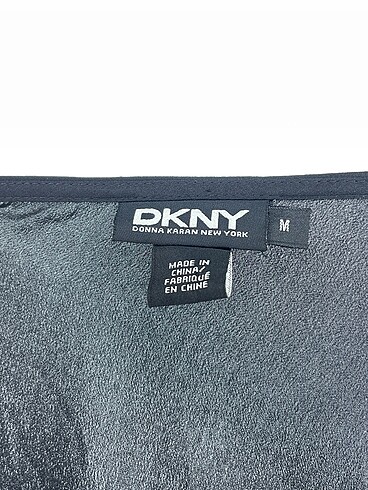 DKNY
DONNA KARAN NEW YORK
M
MADE IN
CHINA/
FABRIQUÉ
EN CHINE